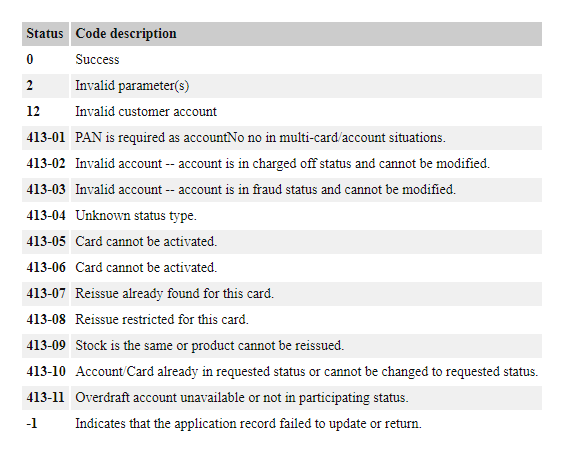 Status Code description
0 Success
2 Invalid parameter(s)
12 Invalid customer account
413-01 PAN is required as accountNo no in multi-card/account situations.
413-02 Invalid account -- account is in charged off status and cannot be modified.
413-03 Invalid account -- account is in fraud status and cannot be modified.
413-04 Unknown status type.
413-05 Card cannot be activated.
413-06 Card cannot be activated.
413-07 Reissue already found for this card.
413-08 Reissue restricted for this card.
413-09 Stock is the same or product cannot be reissued.
413-10 Account/Card already in requested status or cannot be changed to requested status.
413-11 Overdraft account unavailable or not in participating status.
-1 Indicates that the application record failed to update or return.